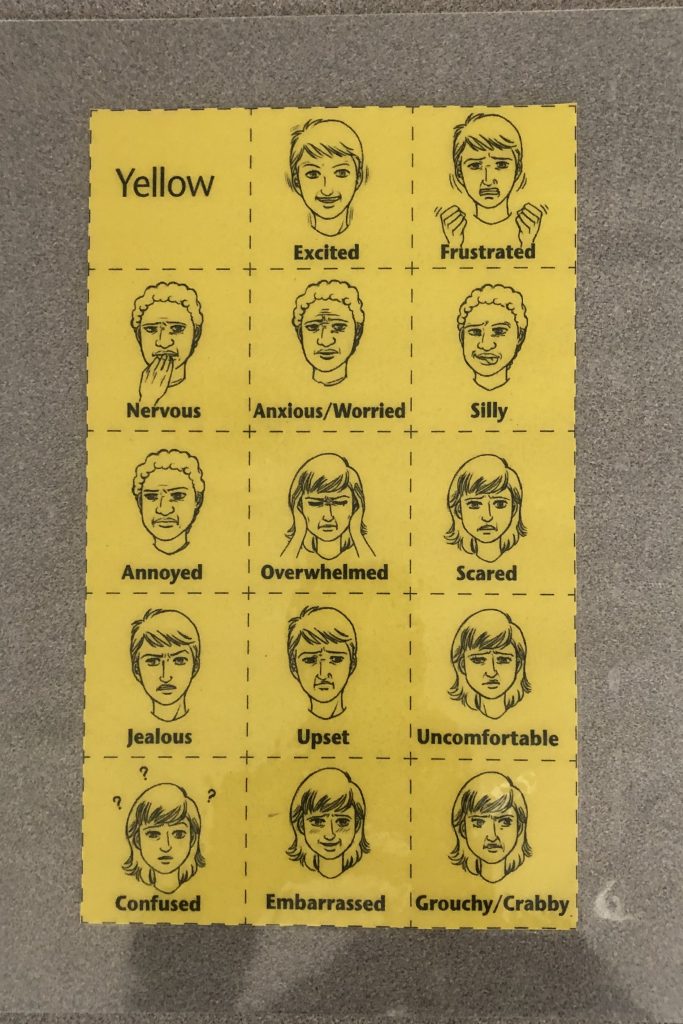 Yellow
Excited
Frustrated
Nervous
Anxious/Worried
Silly
Annoyed
Overwhelmed
Scared
Jealous
Upset
Uncomfortable
? ? ?
Confused
Embarrassed
Grouchy/Crabby